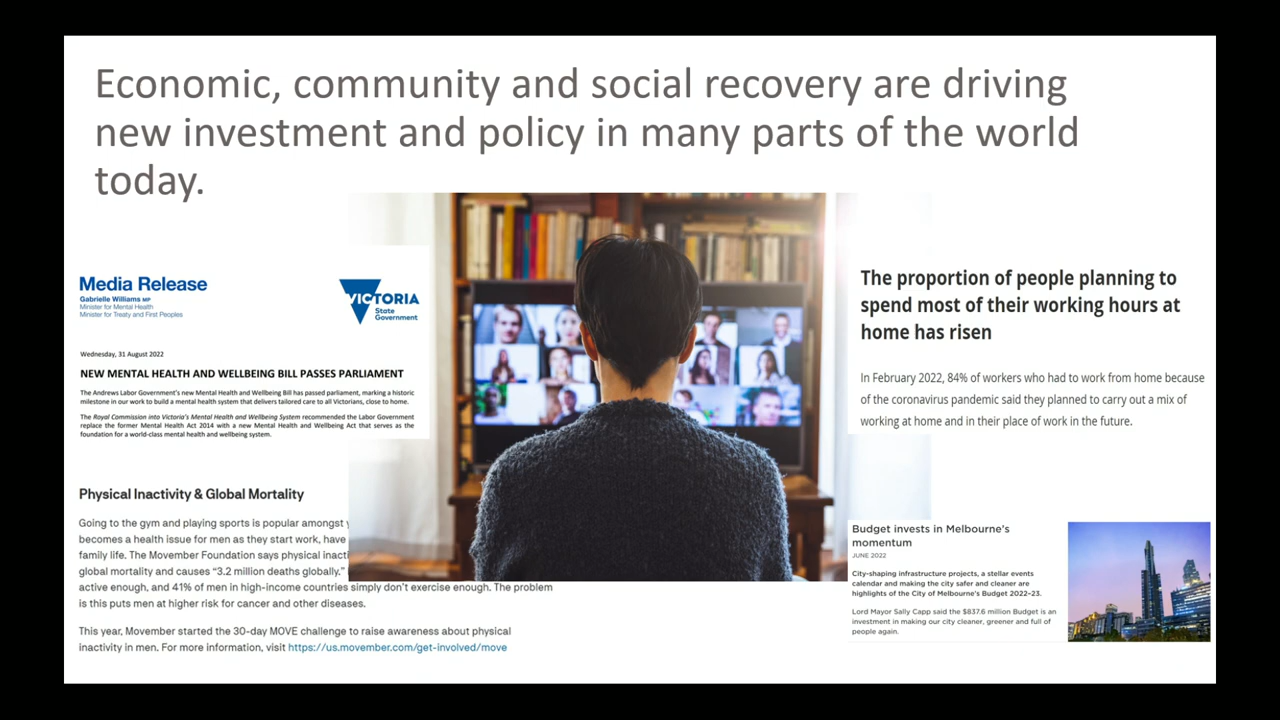 Economic, community and social recovery are driving
new investment and policy in many parts of the world
today.
Media Release
Gabrielle Williams MP
Minister for Mental Health
Minister for Treaty and First Peoples
VICTORIA
State
Government
Wednesday, 31 August 2022
NEW MENTAL HEALTH AND WELLBEING BILL PASSES PARLIAMENT
The Andrews Labor Government's new Mental Health and Wellbeing Bill has passed parliament, marking a historic
milestone in our work to build a mental health system that delivers tailored care to all Victorians, close to home.
The Royal Commission into Victoria's Mental Health and Wellbeing System recommended the Labor Government
replace the former Mental Health Act 2014 with a new Mental Health and Wellbeing Act that serves as the
foundation for a world-class mental health and wellbeing system.
Physical Inactivity & Global Mortality
Going to the gym and playing sports is popular amongst
becomes a health issue for men as they start work, have
family life. The Movember Foundation says physical inacti
global mortality and causes “3.2 million deaths globally.”
active enough, and 41% of men in high-income countries simply don't exercise enough. The problem
is this puts men at higher risk for cancer and other diseases.
This year, Movember started the 30-day MOVE challenge to raise awareness about physical
inactivity in men. For more information, visit https://us.movember.com/get-involved/move
The proportion of people planning to
spend most of their working hours at
home has risen
In February 2022, 84% of workers who had to work from home because
of the coronavirus pandemic said they planned to carry out a mix of
working at home and in their place of work in the future.
Budget invests in Melbourne's
momentum
JUNE 2022
City-shaping infrastructure projects, a stellar events
calendar and making the city safer and cleaner are
highlights of the City of Melbourne's Budget 2022-23.
Lord Mayor Sally Capp said the $837.6 million Budget is an
investment in making our city cleaner, greener and full of
people again.